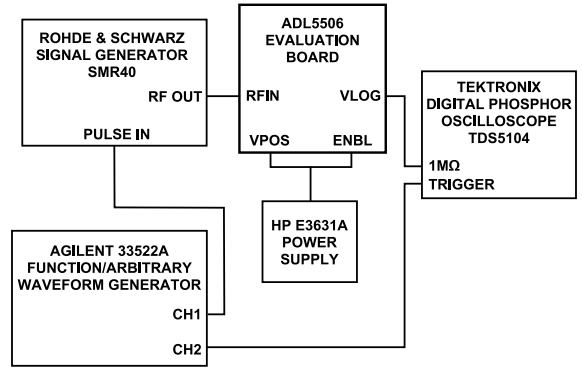 ROHDE & SCHWARZ
SIGNAL GENERATOR
SMR40
RF OUT
PULSE IN
ADL5506
EVALUATION
BOARD
RFIN
VLOG
VPOS
ENBL
TEKTRONIX
DIGITAL PHOSPHOR
OSCILLOSCOPE
TDS5104
1MΩ
TRIGGER
HP E3631A
POWER
SUPPLY
AGILENT 33522A
FUNCTION/ARBITRARY
WAVEFORM GENERATOR
CH1
CH2